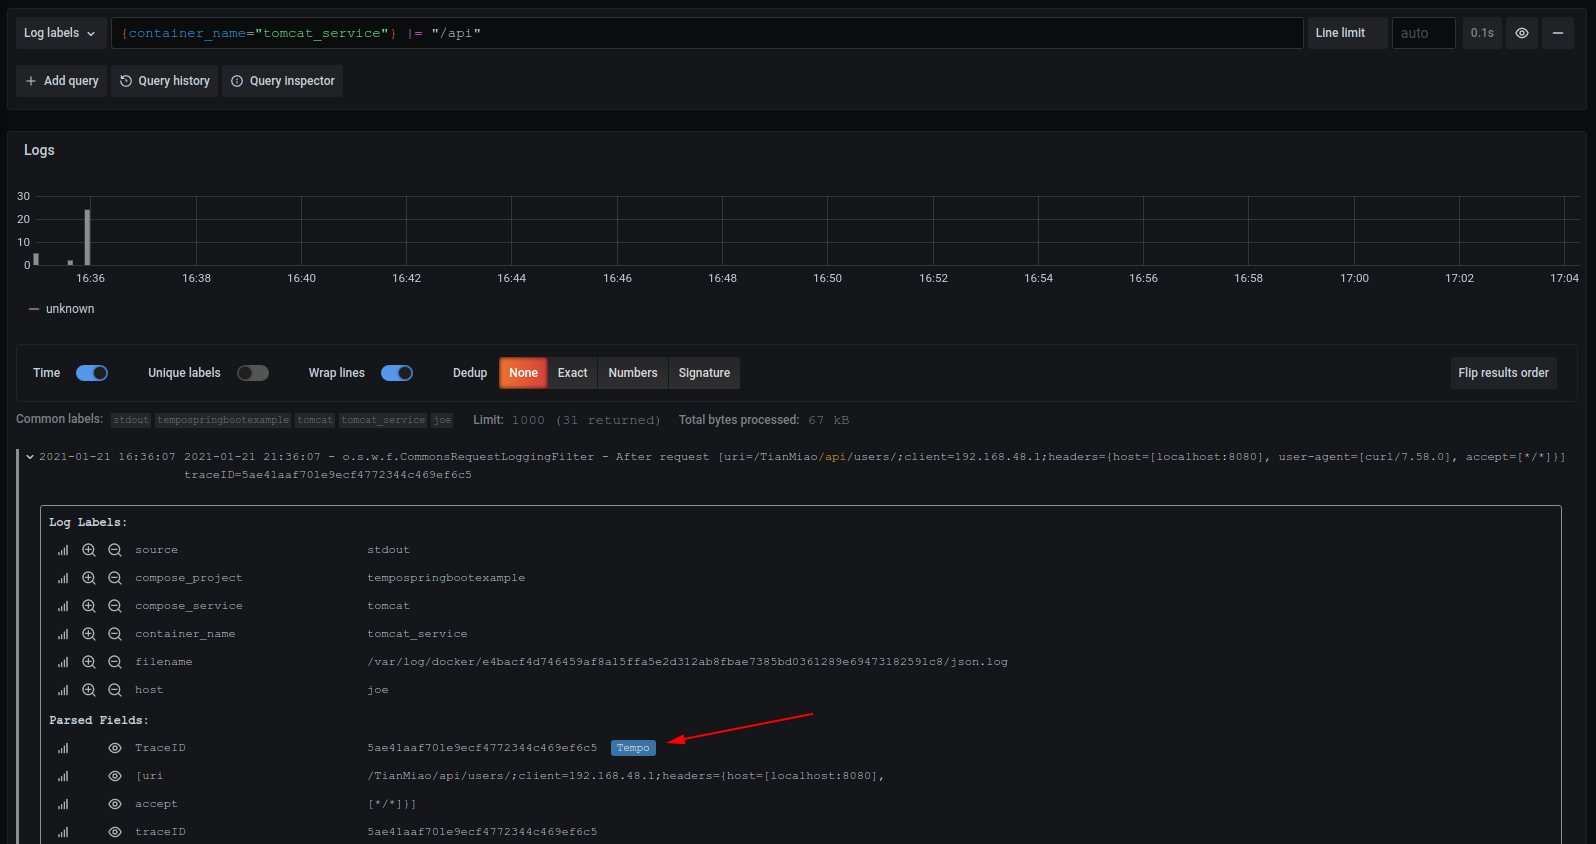 Log labels {container_name="tomcat_service"} |= "/api" Line limit auto 0.1s
Add query Query history Query inspector
Logs
30
20
10
0
16:36 16:38 16:40 16:42 16:44 16:46 16:48 16:50 16:52 16:54 16:56 16:58 17:00 17:02 17:04
unknown
Time Unique labels Wrap lines Dedup None Exact Numbers Signature Flip results order
Common labels: stdout tempospringbootexample tomcat tomcat_service joe Limit: 1000 (31 returned) Total bytes processed: 67 kB
2021-01-21 16:36:07 2021-01-21 21:36:07 - o.s.w.f.CommonsRequestLoggingFilter - After request [uri=/TianMiao/api/users/;client=192.168.48.1;headers={host=[localhost:8080], user-agent=[curl/7.58.0], accept=[*/*]}]
traceID=5ae41aaf701e9ecf4772344c469ef6c5
Log Labels:
source stdout
compose_project tempospringbootexample
compose_service tomcat
container_name tomcat_service
filename /var/log/docker/e4bacf4d746459af8a15ffa5e2d312ab8fbae7385bd0361289e69473182591c8/json.log
host joe
Parsed Fields:
TraceID 5ae41aaf701e9ecf4772344c469ef6c5 Tempo
[uri /TianMiao/api/users/;client=192.168.48.1;headers={host=[localhost:8080],
accept [*/*]}]
traceID 5ae41aaf701e9ecf4772344c469ef6c5